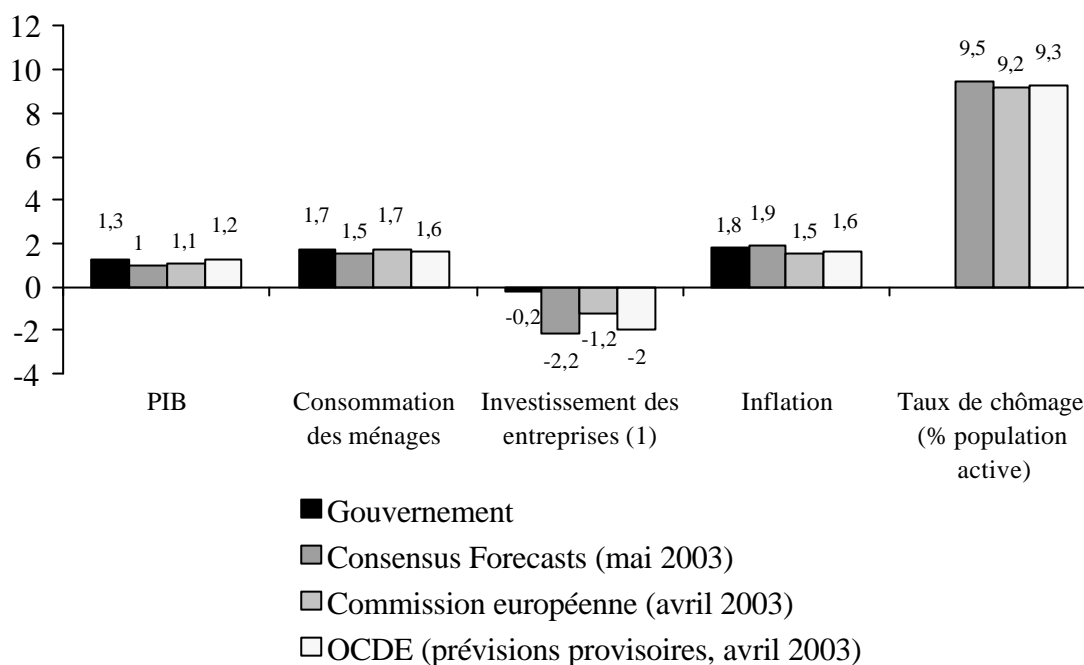 12
10
8
6
4
2
0
-2
-4
1,3
1
1,1
1,2
1,7
1,5
1,7
1,6
-0,2
-2,2
-1,2
-2
1,8
1,9
1,5
1,6
9,5
9,2
9,3
PIB
Consommation
des ménages
Investissement des
entreprises (1)
Inflation
Taux de chômage
(% population
active)
Gouvernement
Consensus Forecasts (mai 2003)
Commission européenne (avril 2003)
OCDE (prévisions provisoires, avril 2003)